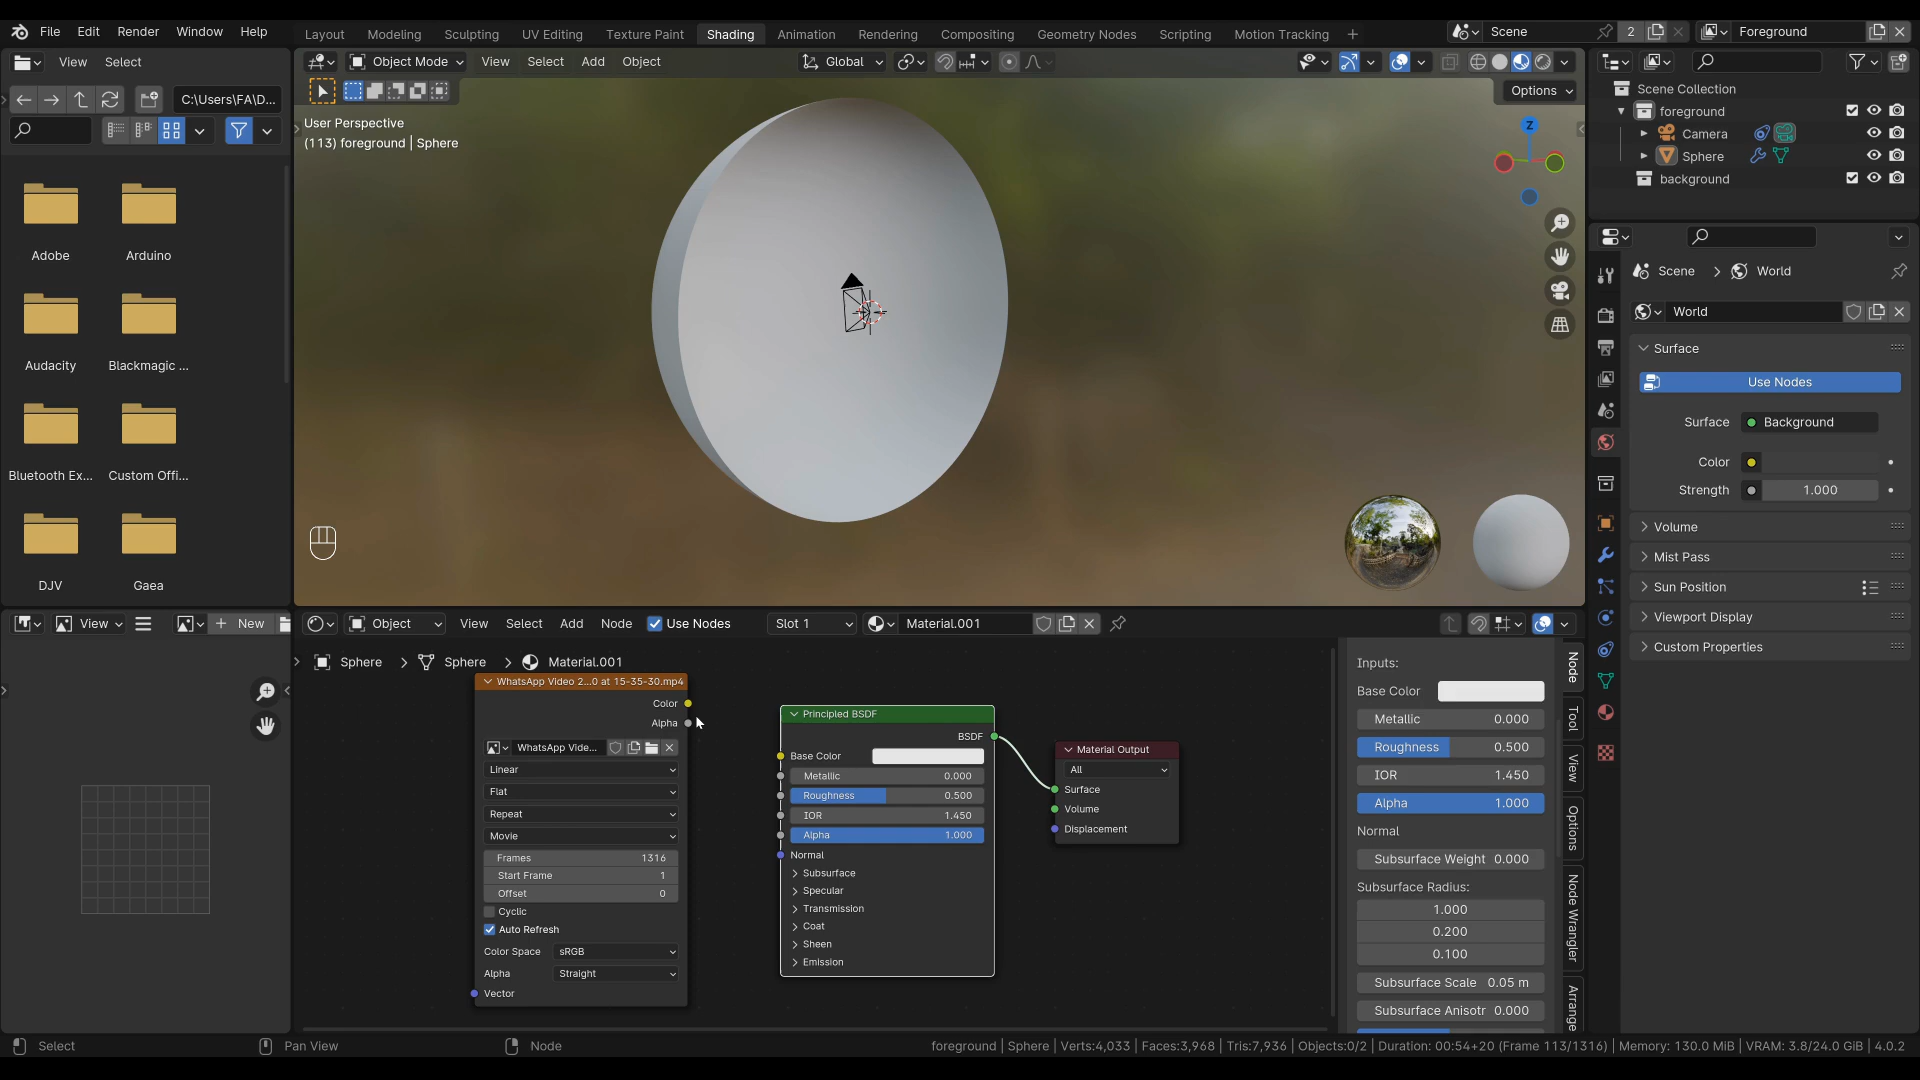 File Edit Render Window Help
Layout Modeling Sculpting UV Editing Texture Paint Shading Animation Rendering Compositing Geometry Nodes Scripting Motion Tracking +
Scene 2 Foreground
View Select
C:\Users\FA\D...
Object Mode View Select Add Object
Global
Options
User Perspective
(113) foreground | Sphere
Z
Adobe Arduino
Audacity Blackmagic ...
Bluetooth Ex... Custom Offi...
DJV Gaea
Scene Collection
foreground
Camera
Sphere
background
Scene > World
World
Surface
Use Nodes
Surface Background
Color
Strength 1.000
Volume
Mist Pass
Sun Position
Viewport Display
Custom Properties
View + New
Object View Select Add Node Use Nodes Slot 1 Material.001
Sphere > Sphere > Material.001
WhatsApp Video 2...0 at 15-35-30.mp4
Color
Alpha
WhatsApp Vide...
Linear
Flat
Repeat
Movie
Frames 1316
Start Frame 1
Offset 0
Cyclic
Auto Refresh
Color Space sRGB
Alpha Straight
Vector
Principled BSDF
BSDF
Base Color
Metallic 0.000
Roughness 0.500
IOR 1.450
Alpha 1.000
Normal
Subsurface
Specular
Transmission
Coat
Sheen
Emission
Material Output
All
Surface
Volume
Displacement
Inputs:
Base Color
Metallic 0.000
Roughness 0.500
IOR 1.450
Alpha 1.000
Normal
Subsurface Weight 0.000
Subsurface Radius:
1.000
0.200
0.100
Subsurface Scale 0.05 m
Subsurface Anisotr 0.000
Node
Tool
View
Options
Node Wrangler
Arrange
Select Pan View Node
foreground | Sphere | Verts:4,033 | Faces:3,968 | Tris:7,936 | Objects:0/2 | Duration: 00:54+20 (Frame 113/1316) | Memory: 130.0 MiB | VRAM: 3.8/24.0 GiB | 4.0.2